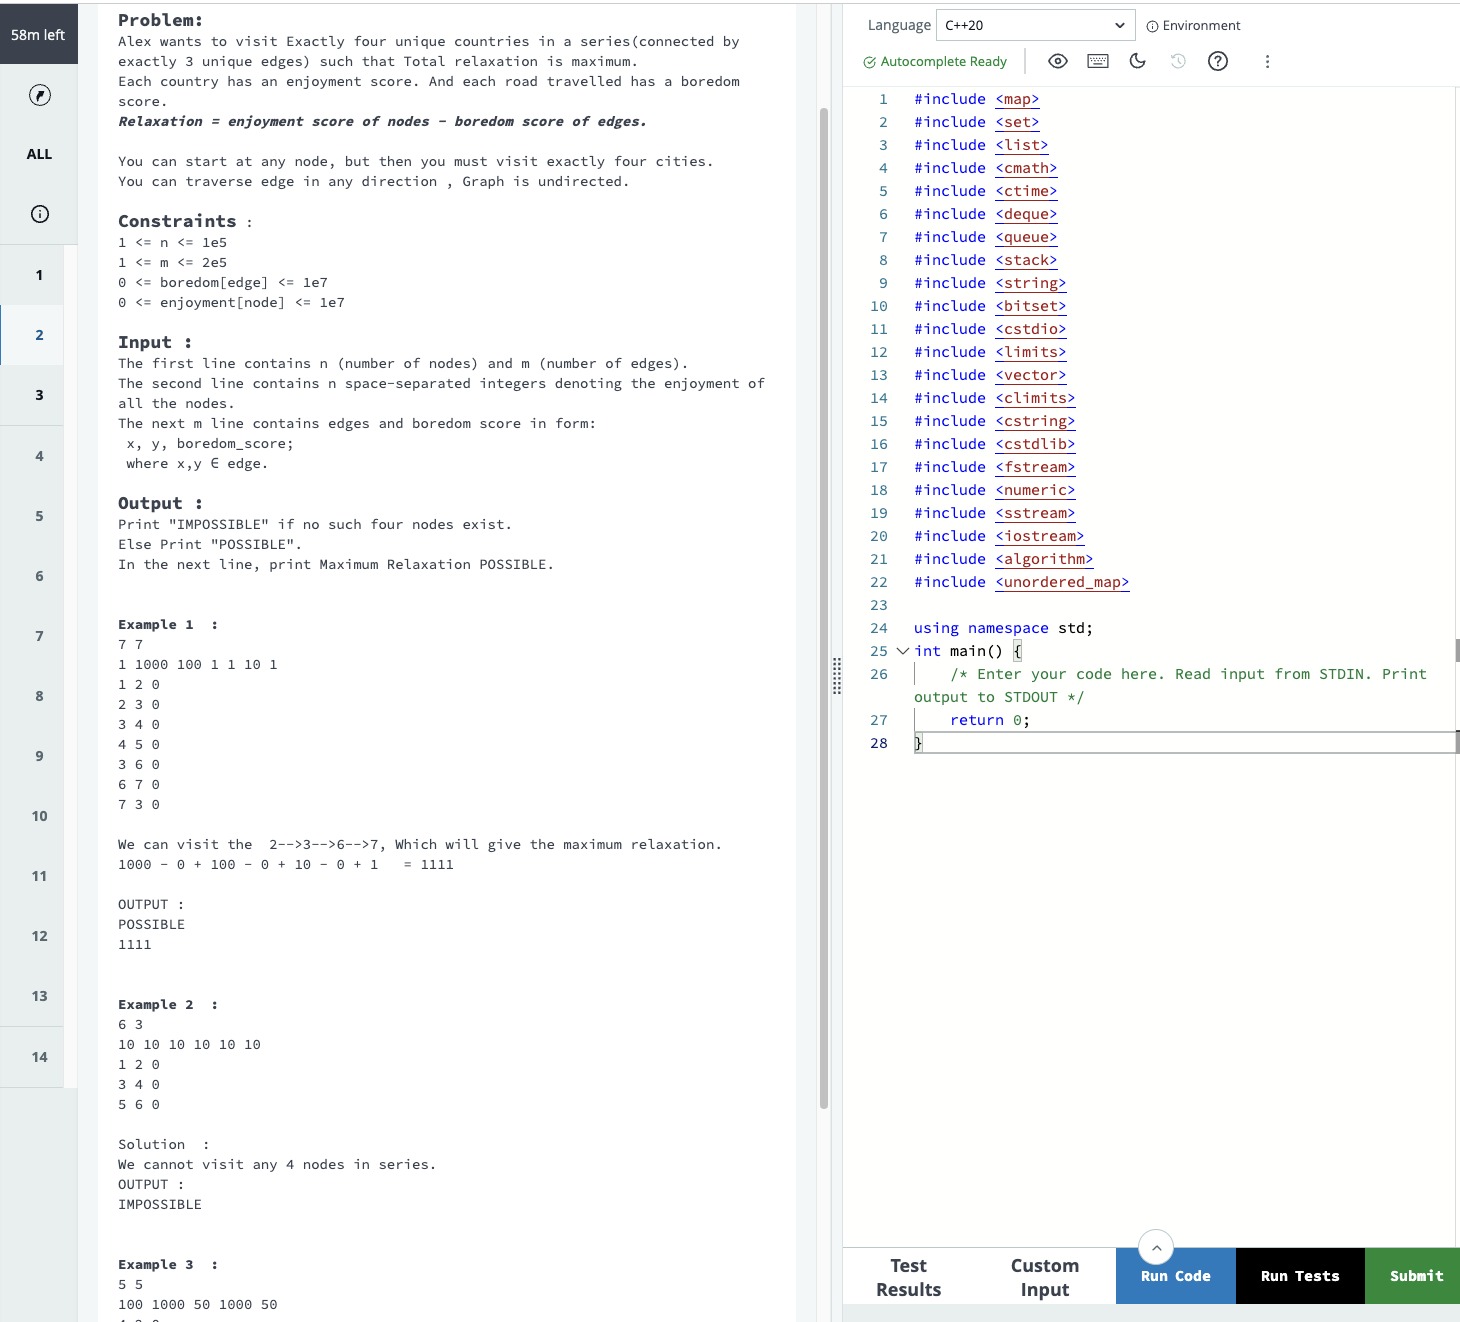 58m left
ALL
1
2
3
4
5
6
7
8
9
10
11
12
13
14
Problem:
Alex wants to visit Exactly four unique countries in a series(connected by
exactly 3 unique edges) such that Total relaxation is maximum.
Each country has an enjoyment score. And each road travelled has a boredom
score.
Relaxation = enjoyment score of nodes - boredom score of edges.
You can start at any node, but then you must visit exactly four cities.
You can traverse edge in any direction , Graph is undirected.
Constraints :
1 <= n <= 1e5
1 <= m <= 2e5
0 <= boredom[edge] <= 1e7
0 <= enjoyment[node] <= 1e7
Input :
The first line contains n (number of nodes) and m (number of edges).
The second line contains n space-separated integers denoting the enjoyment of
all the nodes.
The next m line contains edges and boredom score in form:
x, y, boredom_score;
where x,y ∈ edge.
Output :
Print "IMPOSSIBLE" if no such four nodes exist.
Else Print "POSSIBLE".
In the next line, print Maximum Relaxation POSSIBLE.
Example 1 :
7 7
1 1000 100 1 1 10 1
1 2 0
2 3 0
3 4 0
4 5 0
3 6 0
6 7 0
7 3 0
We can visit the 2-->3-->6-->7, Which will give the maximum relaxation.
1000 - 0 + 100 - 0 + 10 - 0 + 1 = 1111
OUTPUT :
POSSIBLE
1111
Example 2 :
6 3
10 10 10 10 10 10
1 2 0
3 4 0
5 6 0
Solution :
We cannot visit any 4 nodes in series.
OUTPUT :
IMPOSSIBLE
Example 3 :
5 5
100 1000 50 1000 50
Language C++20 Environment
Autocomplete Ready
1 #include <map>
2 #include <set>
3 #include <list>
4 #include <cmath>
5 #include <ctime>
6 #include <deque>
7 #include <queue>
8 #include <stack>
9 #include <string>
10 #include <bitset>
11 #include <cstdio>
12 #include <limits>
13 #include <vector>
14 #include <climits>
15 #include <cstring>
16 #include <cstdlib>
17 #include <fstream>
18 #include <numeric>
19 #include <sstream>
20 #include <iostream>
21 #include <algorithm>
22 #include <unordered_map>
23
24 using namespace std;
25 int main() {
26 /* Enter your code here. Read input from STDIN. Print
output to STDOUT */
27 return 0;
28 }
Test
Results
Custom
Input
Run Code
Run Tests
Submit